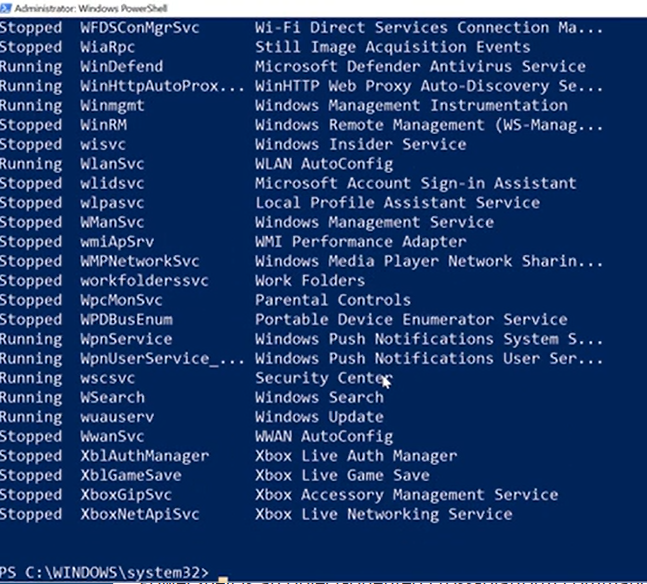 Administrator: Windows PowerShell
Stopped WFDSConMgrSvc Wi-Fi Direct Services Connection Ma...
Stopped WiaRpc Still Image Acquisition Events
Running WinDefend Microsoft Defender Antivirus Service
Running WinHttpAutoProx... WinHTTP Web Proxy Auto-Discovery Se...
Running Winmgmt Windows Management Instrumentation
Stopped WinRM Windows Remote Management (WS-Manag...
Stopped wisvc Windows Insider Service
Running WlanSvc WLAN AutoConfig
Stopped wlidsvc Microsoft Account Sign-in Assistant
Stopped wlpasvc Local Profile Assistant Service
Stopped WManSvc Windows Management Service
Stopped wmiApSrv WMI Performance Adapter
Stopped WMPNetworkSvc Windows Media Player Network Sharin...
Stopped workfolderssvc Work Folders
Stopped WpcMonSvc Parental Controls
Stopped WPDBusEnum Portable Device Enumerator Service
Running WpnService Windows Push Notifications System S...
Running WpnUserService_... Windows Push Notifications User Ser...
Running wscsvc Security Center
Running WSearch Windows Search
Running wuauserv Windows Update
Stopped WwanSvc WWAN AutoConfig
Stopped XblAuthManager Xbox Live Auth Manager
Stopped XblGameSave Xbox Live Game Save
Stopped XboxGipSvc Xbox Accessory Management Service
Stopped XboxNetApiSvc Xbox Live Networking Service
PS C:\WINDOWS\system32>